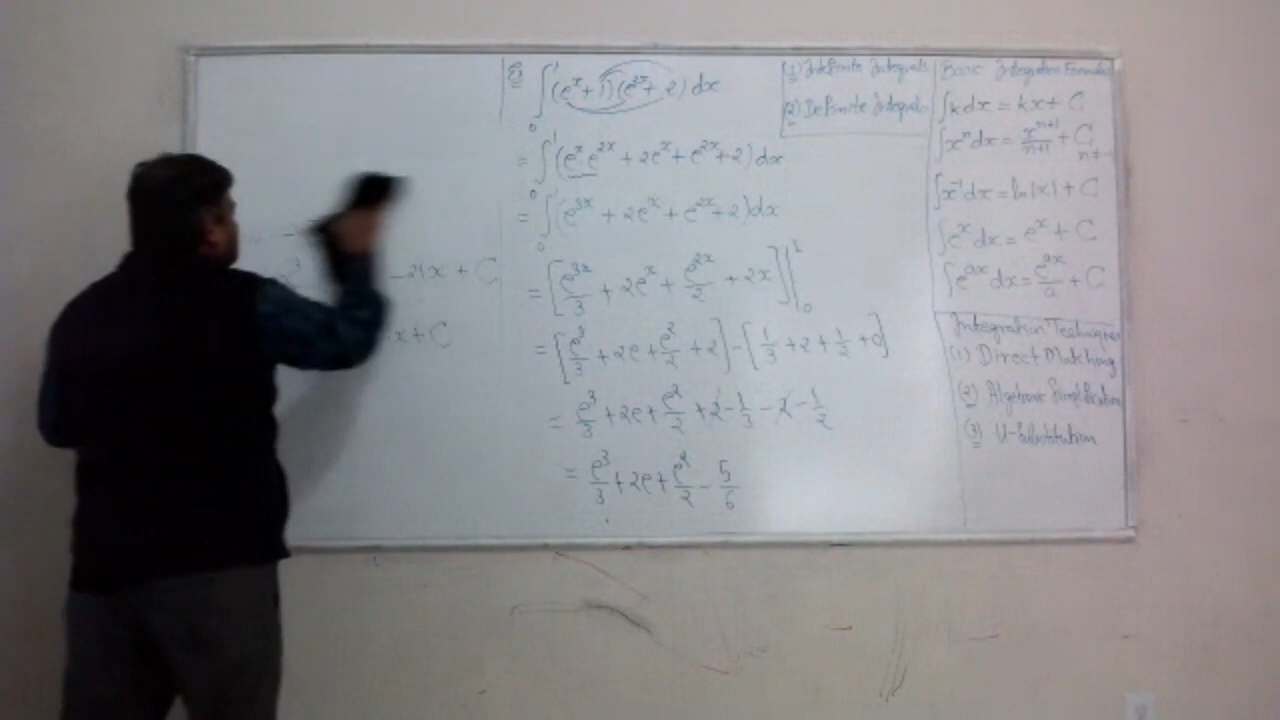 - 21x + C
x + C
∫₀¹ (eˣ + 1)(e²ˣ + 2) dx
= ∫₀¹ (eˣ e²ˣ + 2eˣ + e²ˣ + 2) dx
= ∫₀¹ (e³ˣ + 2eˣ + e²ˣ + 2) dx
= [e³ˣ/3 + 2eˣ + e²ˣ/2 + 2x]|₀¹
= [e³/3 + 2e + e²/2 + 2] - [1/3 + 2 + 1/2 + 0]
= e³/3 + 2e + e²/2 + 2 - 1/3 - 2 - 1/2
= e³/3 + 2e + e²/2 - 5/6
(1) Indefinite Integrals
(2) Definite Integrals
Basic Integration Formulas
∫k dx = kx + C
∫xⁿ dx = xⁿ⁺¹/n+1 + C,
∫x⁻¹ dx = ln|x| + C
∫eˣ dx = eˣ + C
∫eᵃˣ dx = eᵃˣ/a + C
Integration Techniques
(1) Direct Matching
(2) Algebraic Simplification
(3) U-Substitution